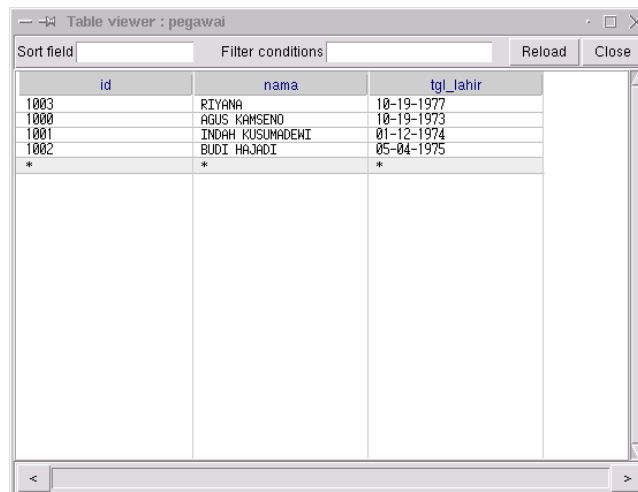 Table viewer : pegawai
Sort field Filter conditions Reload Close
id nama tgl_lahir
1003 RIYANA 10-19-1977
1000 AGUS KAMSENO 10-19-1973
1001 INDAH KUSUMADEWI 01-12-1974
1002 BUDI HAJADI 05-04-1975
* * *
< >